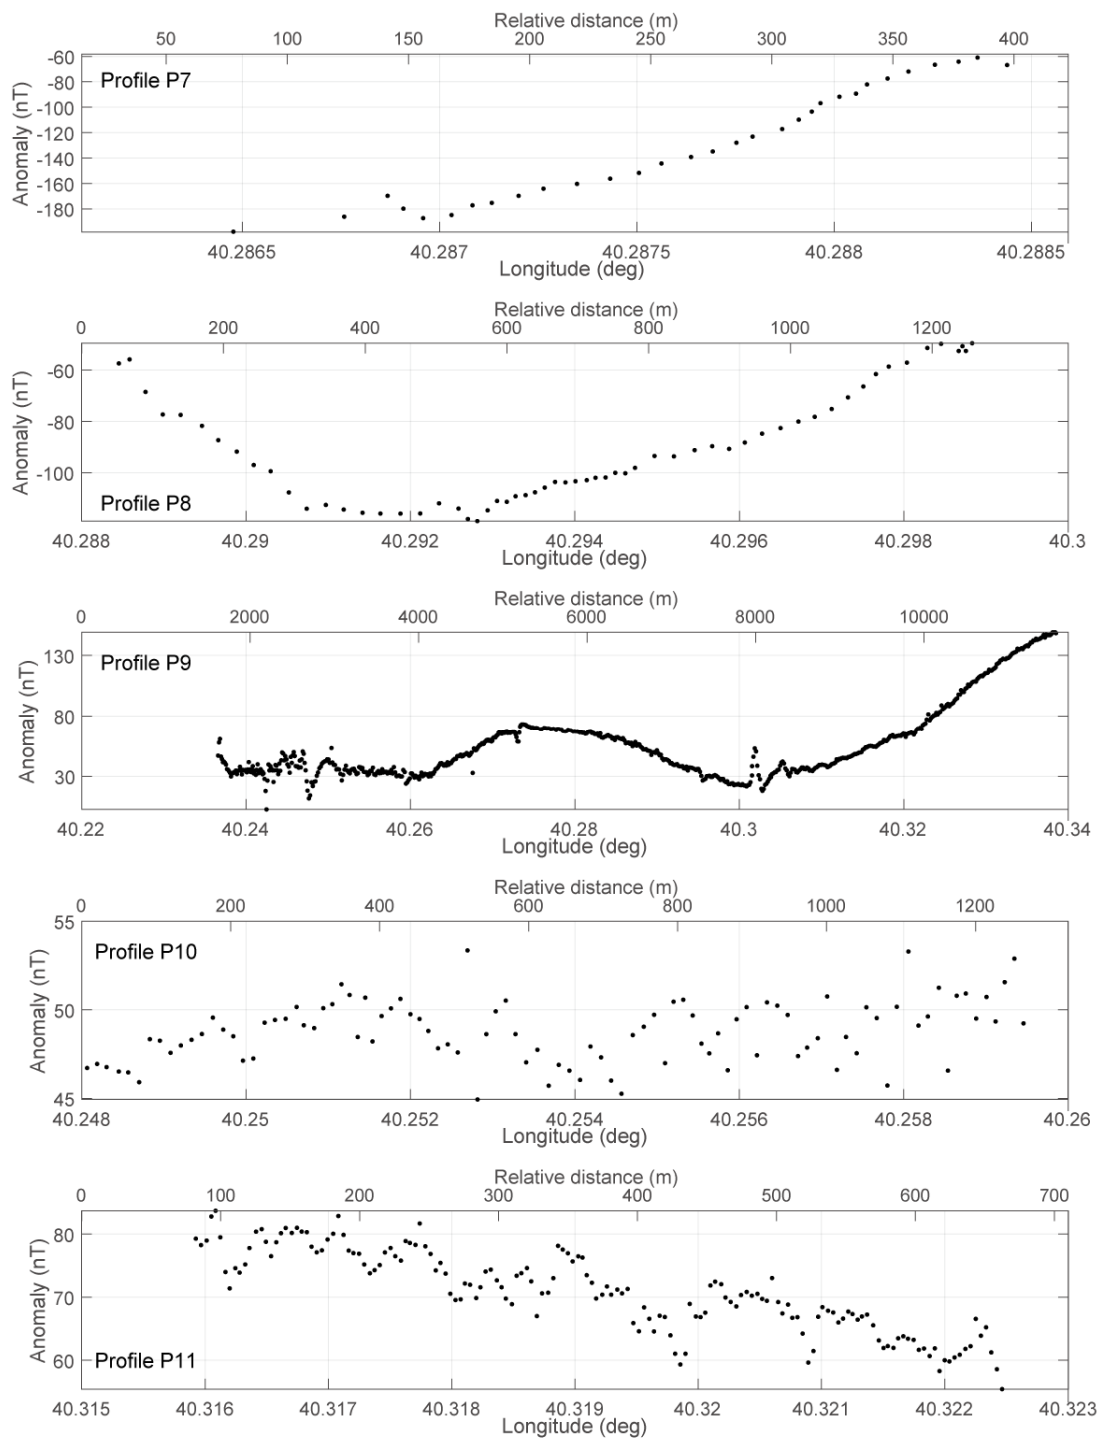 Relative distance (m)
50 100 150 200 250 300 350 400
Profile P7
Anomaly (nT)
-60
-80
-100
-120
-140
-160
-180
40.2865 40.287 40.2875 40.288 40.2885
Longitude (deg)
Relative distance (m)
0 200 400 600 800 1000 1200
Anomaly (nT)
-60
-80
-100
Profile P8
40.288 40.29 40.292 40.294 40.296 40.298 40.3
Longitude (deg)
Relative distance (m)
0 2000 4000 6000 8000 10000
Profile P9
Anomaly (nT)
130
80
30
40.22 40.24 40.26 40.28 40.3 40.32 40.34
Longitude (deg)
Relative distance (m)
0 200 400 600 800 1000 1200
Profile P10
Anomaly (nT)
55
50
45
40.248 40.25 40.252 40.254 40.256 40.258 40.26
Longitude (deg)
Relative distance (m)
0 100 200 300 400 500 600 700
Anomaly (nT)
80
70
60
Profile P11
40.315 40.316 40.317 40.318 40.319 40.32 40.321 40.322 40.323
Longitude (deg)